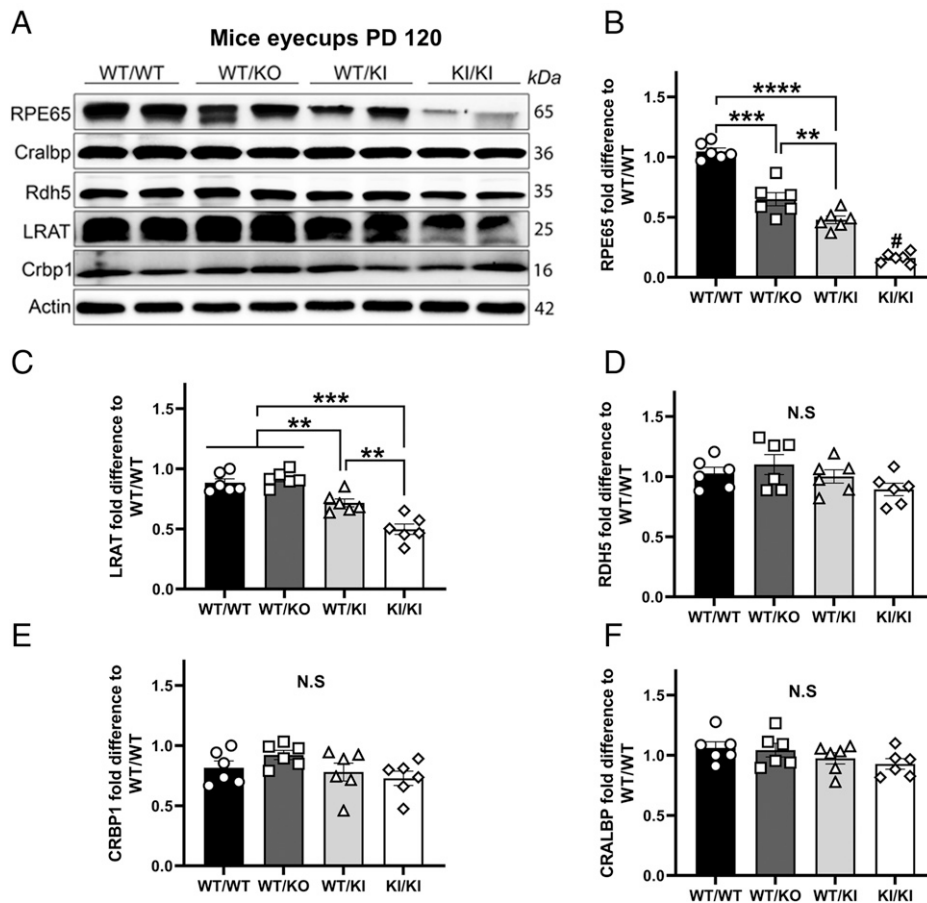 A
Mice eyecups PD 120
WT/WT WT/KO WT/KI KI/KI kDa
RPE65 65
Cralbp 36
Rdh5 35
LRAT 25
Crbp1 16
Actin 42
B
RPE65 fold difference to
WT/WT
1.5
1.0
0.5
0.0
****
***
**
#
WT/WT WT/KO WT/KI KI/KI
C
LRAT fold difference to
WT/WT
1.5
1.0
0.5
0.0
***
**
**
WT/WT WT/KO WT/KI KI/KI
D
RDH5 fold difference to
WT/WT
1.5
1.0
0.5
0.0
N.S
WT/WT WT/KO WT/KI KI/KI
E
CRBP1 fold difference to
WT/WT
1.5
1.0
0.5
0.0
N.S
WT/WT WT/KO WT/KI KI/KI
F
CRALBP fold difference to
WT/WT
1.5
1.0
0.5
0.0
N.S
WT/WT WT/KO WT/KI KI/KI